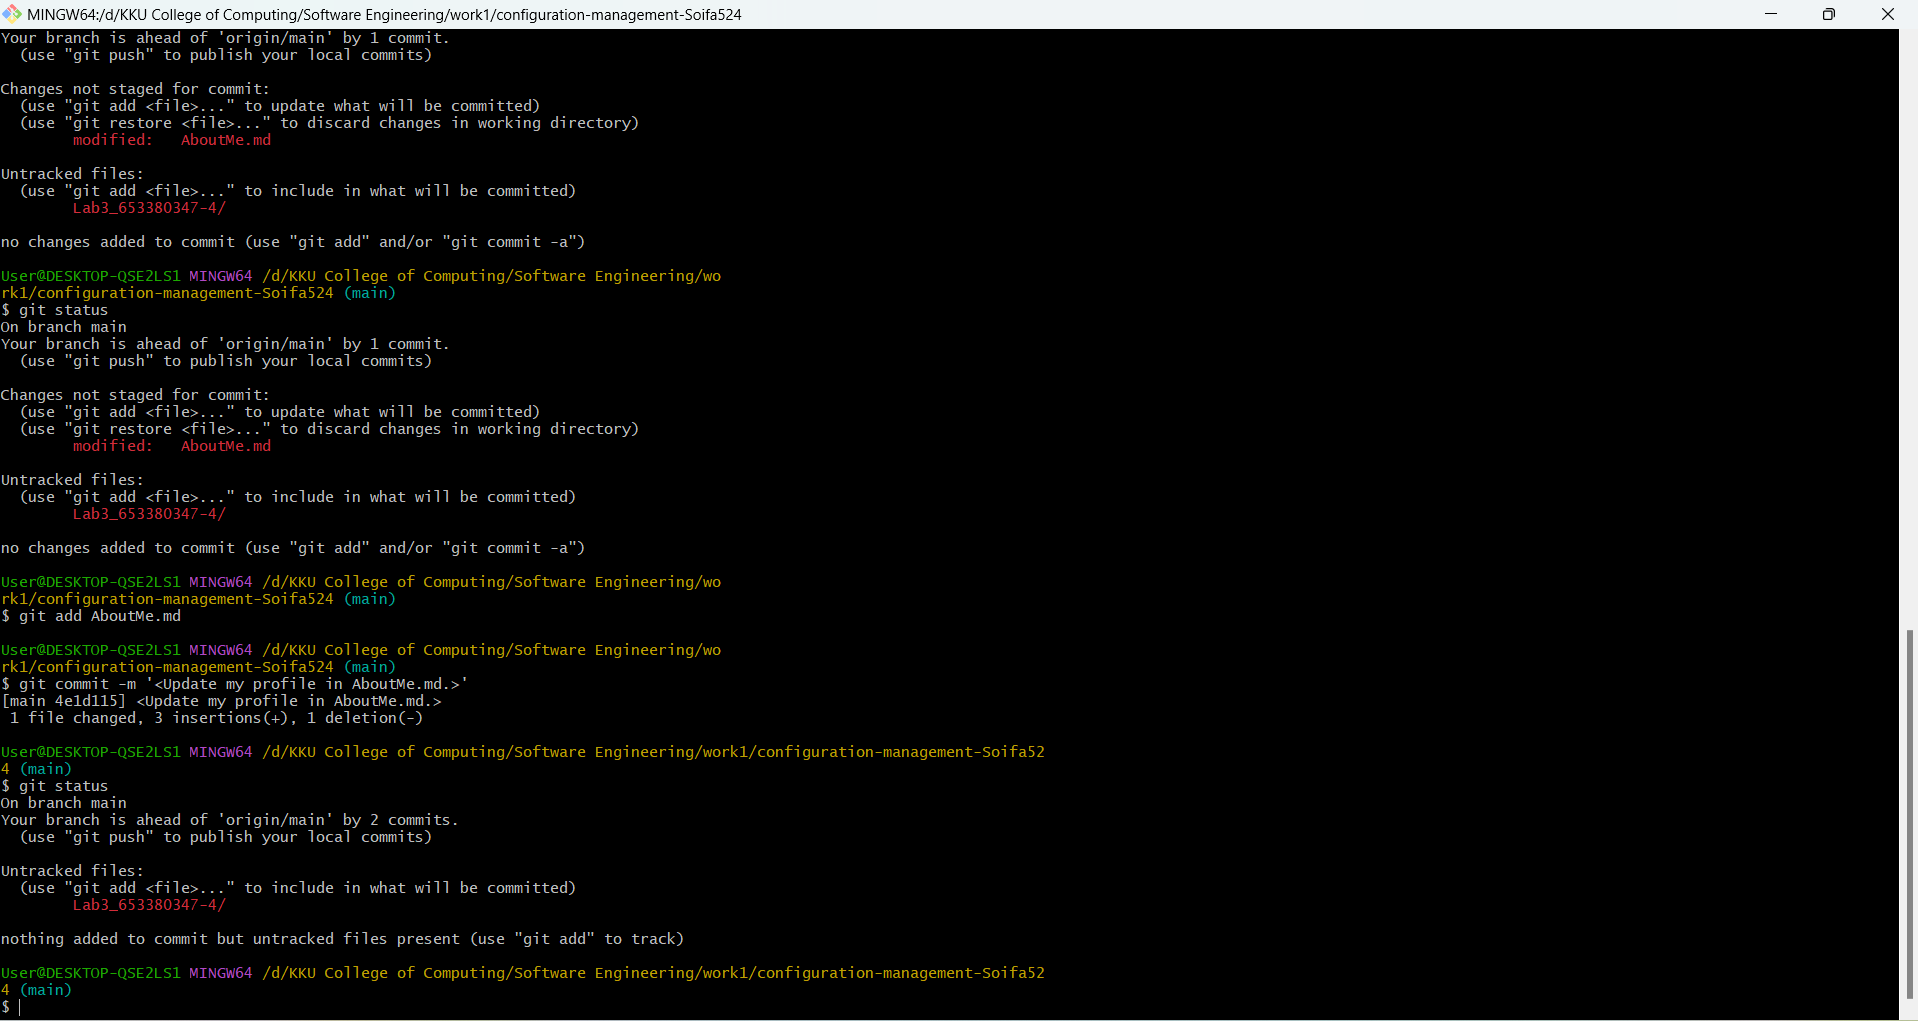 MINGW64:/d/KKU College of Computing/Software Engineering/work1/configuration-management-Soifa524
Your branch is ahead of 'origin/main' by 1 commit.
  (use "git push" to publish your local commits)
Changes not staged for commit:
  (use "git add <file>..." to update what will be committed)
  (use "git restore <file>..." to discard changes in working directory)
        modified:   AboutMe.md
Untracked files:
  (use "git add <file>..." to include in what will be committed)
        Lab3_653380347-4/
no changes added to commit (use "git add" and/or "git commit -a")
User@DESKTOP-QSE2LS1 MINGW64 /d/KKU College of Computing/Software Engineering/wo
rk1/configuration-management-Soifa524 (main)
$ git status
On branch main
Your branch is ahead of 'origin/main' by 1 commit.
  (use "git push" to publish your local commits)
Changes not staged for commit:
  (use "git add <file>..." to update what will be committed)
  (use "git restore <file>..." to discard changes in working directory)
        modified:   AboutMe.md
Untracked files:
  (use "git add <file>..." to include in what will be committed)
        Lab3_653380347-4/
no changes added to commit (use "git add" and/or "git commit -a")
User@DESKTOP-QSE2LS1 MINGW64 /d/KKU College of Computing/Software Engineering/wo
rk1/configuration-management-Soifa524 (main)
$ git add AboutMe.md
User@DESKTOP-QSE2LS1 MINGW64 /d/KKU College of Computing/Software Engineering/wo
rk1/configuration-management-Soifa524 (main)
$ git commit -m '<Update my profile in AboutMe.md.>'
[main 4e1d115] <Update my profile in AboutMe.md.>
 1 file changed, 3 insertions(+), 1 deletion(-)
User@DESKTOP-QSE2LS1 MINGW64 /d/KKU College of Computing/Software Engineering/work1/configuration-management-Soifa52
4 (main)
$ git status
On branch main
Your branch is ahead of 'origin/main' by 2 commits.
  (use "git push" to publish your local commits)
Untracked files:
  (use "git add <file>..." to include in what will be committed)
        Lab3_653380347-4/
nothing added to commit but untracked files present (use "git add" to track)
User@DESKTOP-QSE2LS1 MINGW64 /d/KKU College of Computing/Software Engineering/work1/configuration-management-Soifa52
4 (main)
$